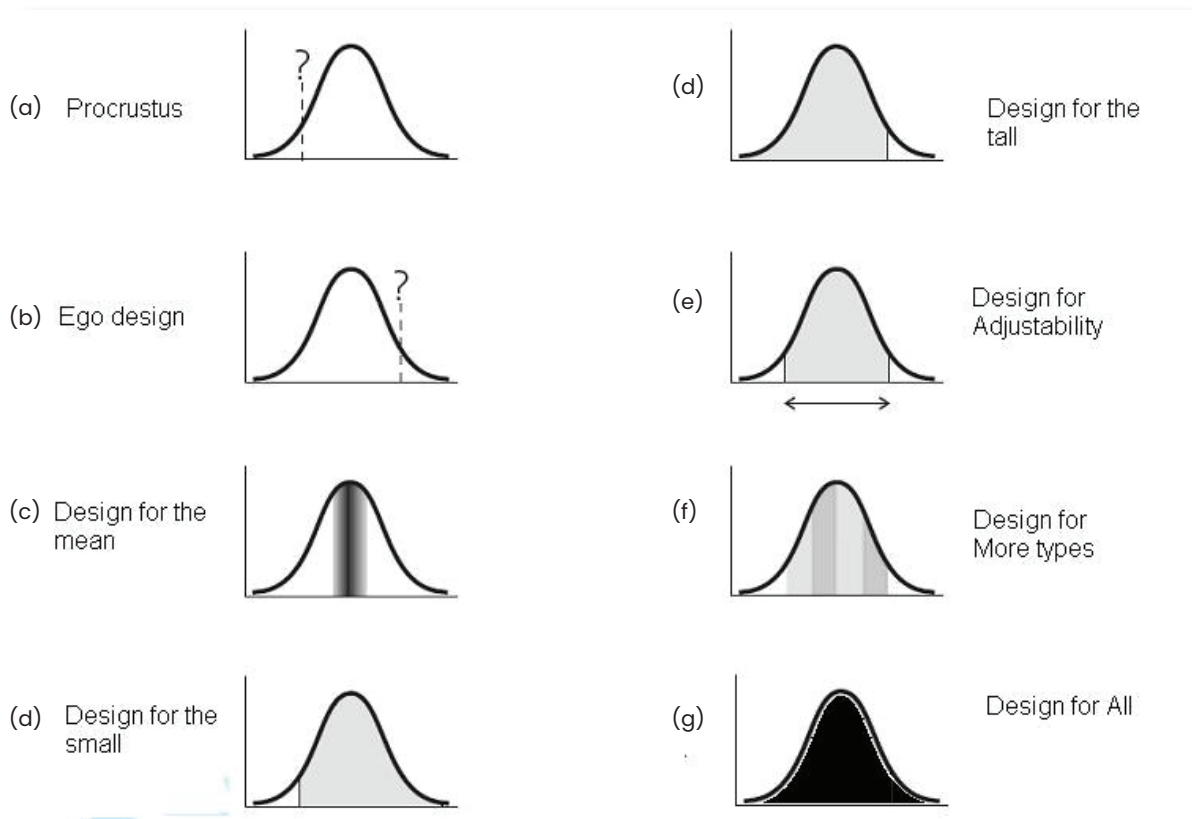 (a) Procrustus
?
(b) Ego design
?
(c) Design for the
mean
(d) Design for the
small
(d) Design for the
tall
(e) Design for
Adjustability
(f) Design for
More types
(g) Design for All